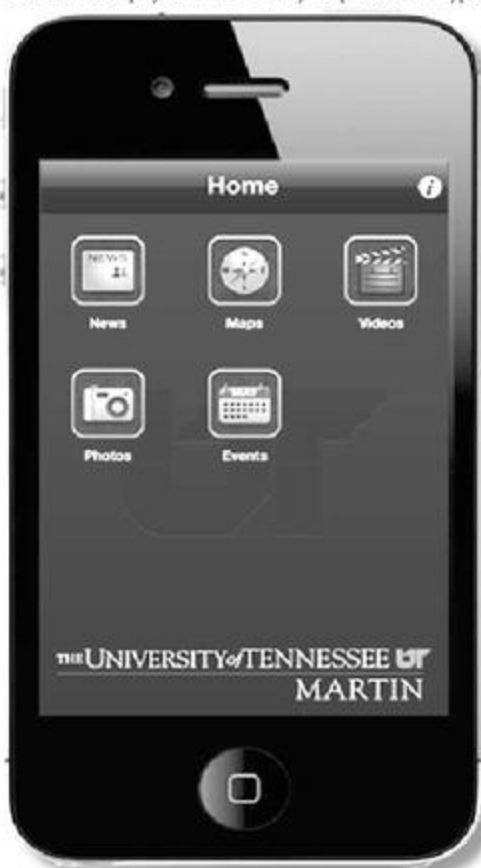 Home
i
NEWS
News Maps Videos
Photos Events
THE UNIVERSITY of TENNESSEE UT
MARTIN